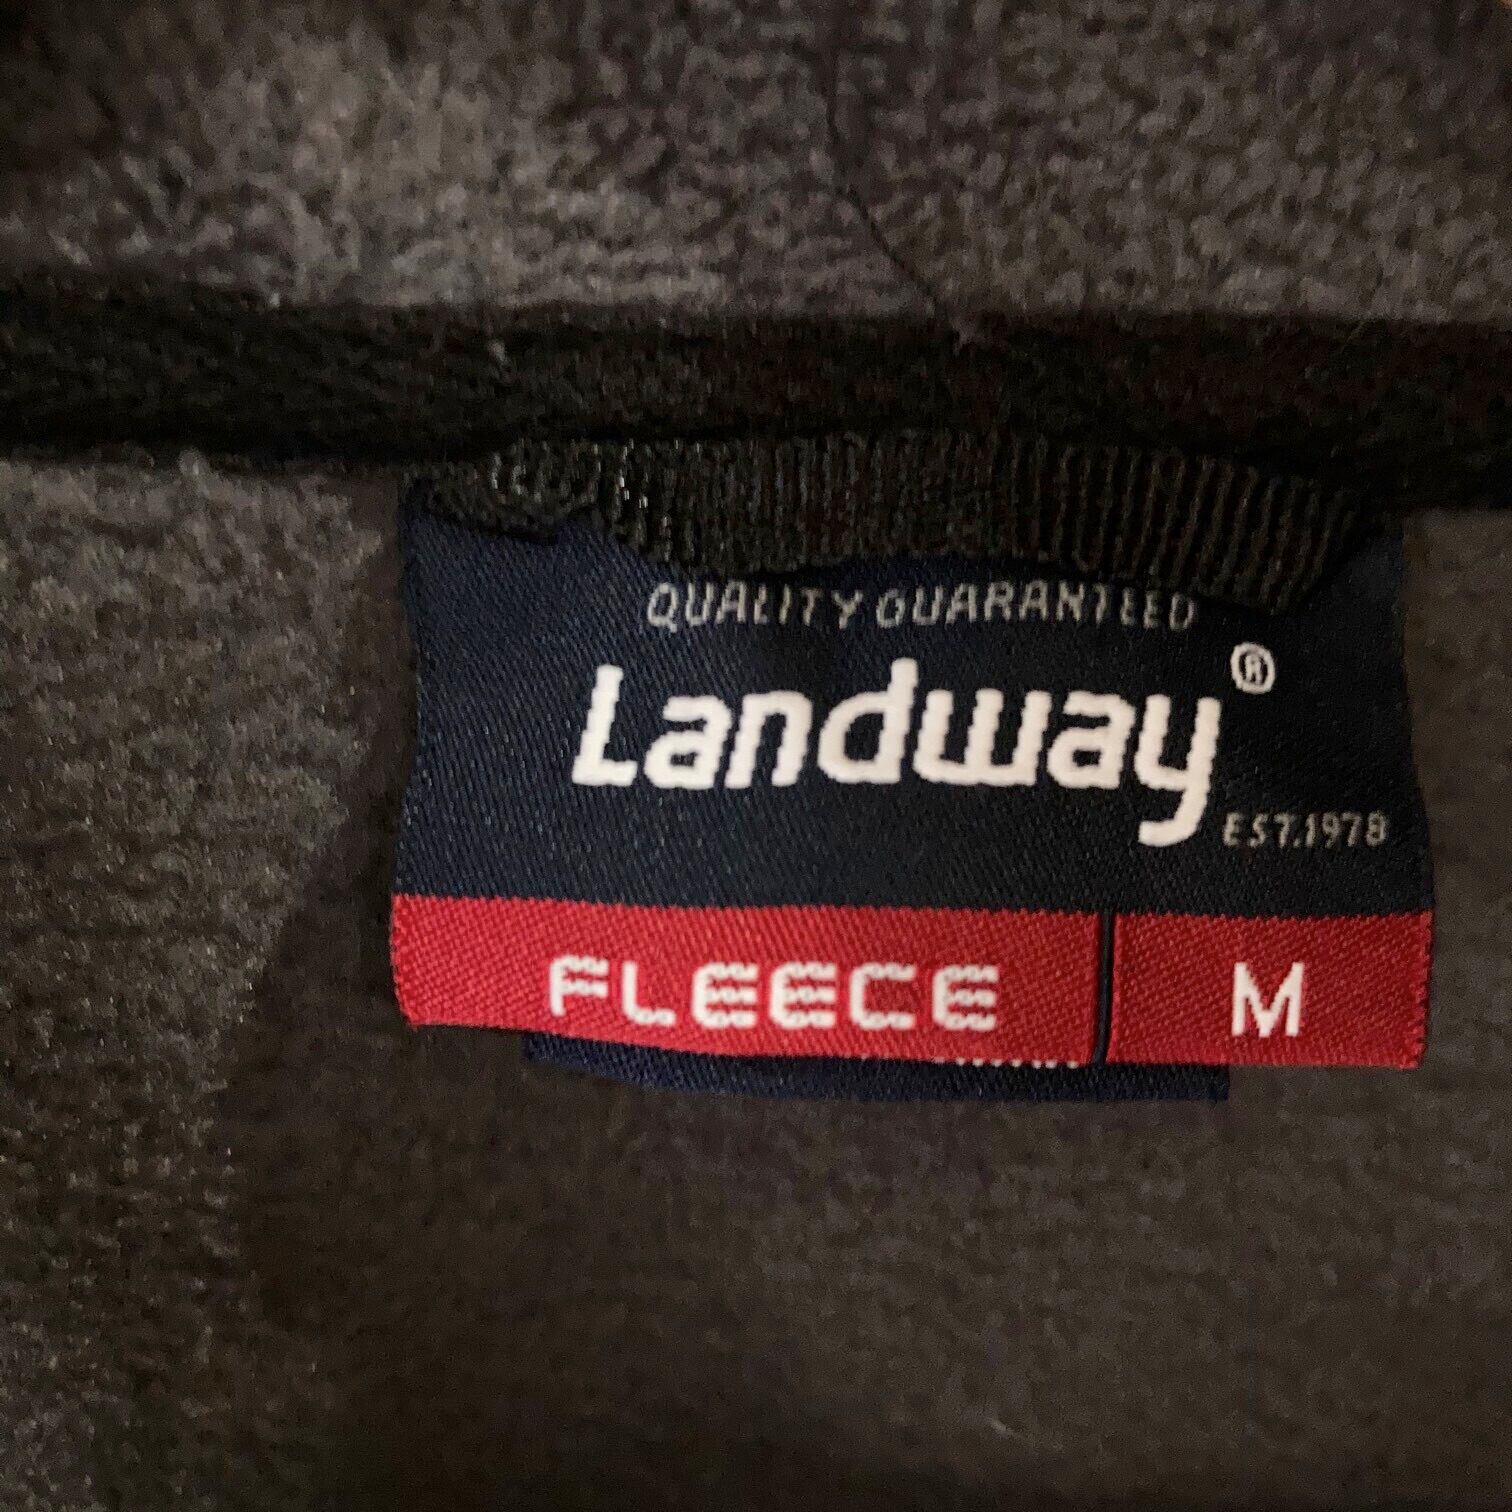 QUALITY GUARANTEED
Landway®
EST.1978
FLEECE M